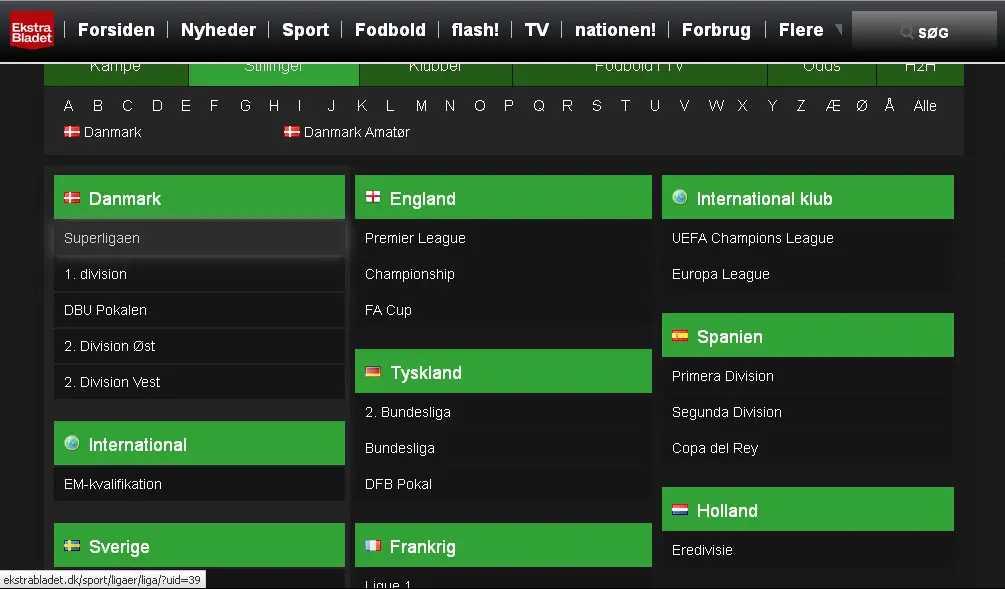 Ekstra
Bladet
Forsiden
Nyheder
Sport
Fodbold
flash!
TV
nationen!
Forbrug
Flere
SØG
Kampe
Stillinger
Klubber
Fodbold i TV
Odds
H2H
A B C D E F G H I J K L M N O P Q R S T U V W X Y Z Æ Ø Å Alle
Danmark
Danmark Amatør
Danmark
Superligaen
1. division
DBU Pokalen
2. Division Øst
2. Division Vest
International
EM-kvalifikation
Sverige
England
Premier League
Championship
FA Cup
Tyskland
2. Bundesliga
Bundesliga
DFB Pokal
Frankrig
Ligue 1
International klub
UEFA Champions League
Europa League
Spanien
Primera Division
Segunda Division
Copa del Rey
Holland
Eredivisie
ekstrabladet.dk/sport/ligaer/liga/?uid=39